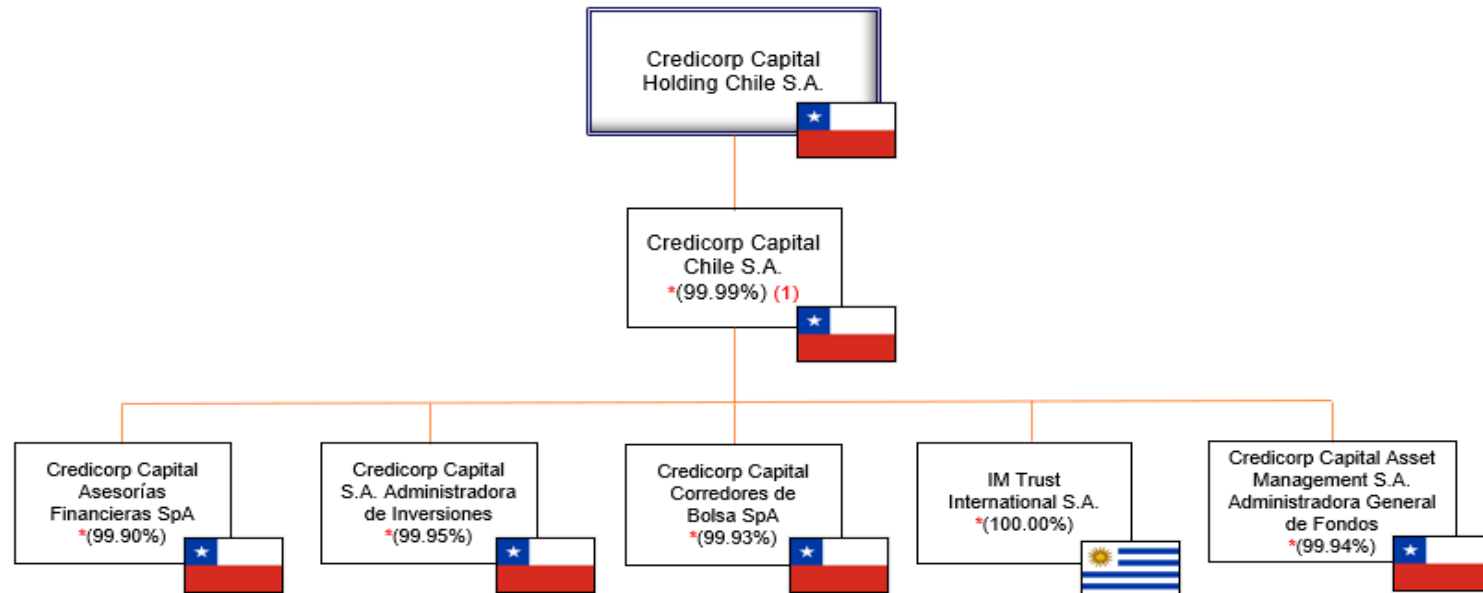 Credicorp Capital
Holding Chile S.A.
Credicorp Capital
Chile S.A.
*(99.99%) (1)
Credicorp Capital
Asesorías
Financieras SpA
*(99.90%)
Credicorp Capital
S.A. Administradora
de Inversiones
*(99.95%)
Credicorp Capital
Corredores de
Bolsa SpA
*(99.93%)
IM Trust
International S.A.
*(100.00%)
Credicorp Capital Asset
Management S.A.
Administradora General
de Fondos
*(99.94%)